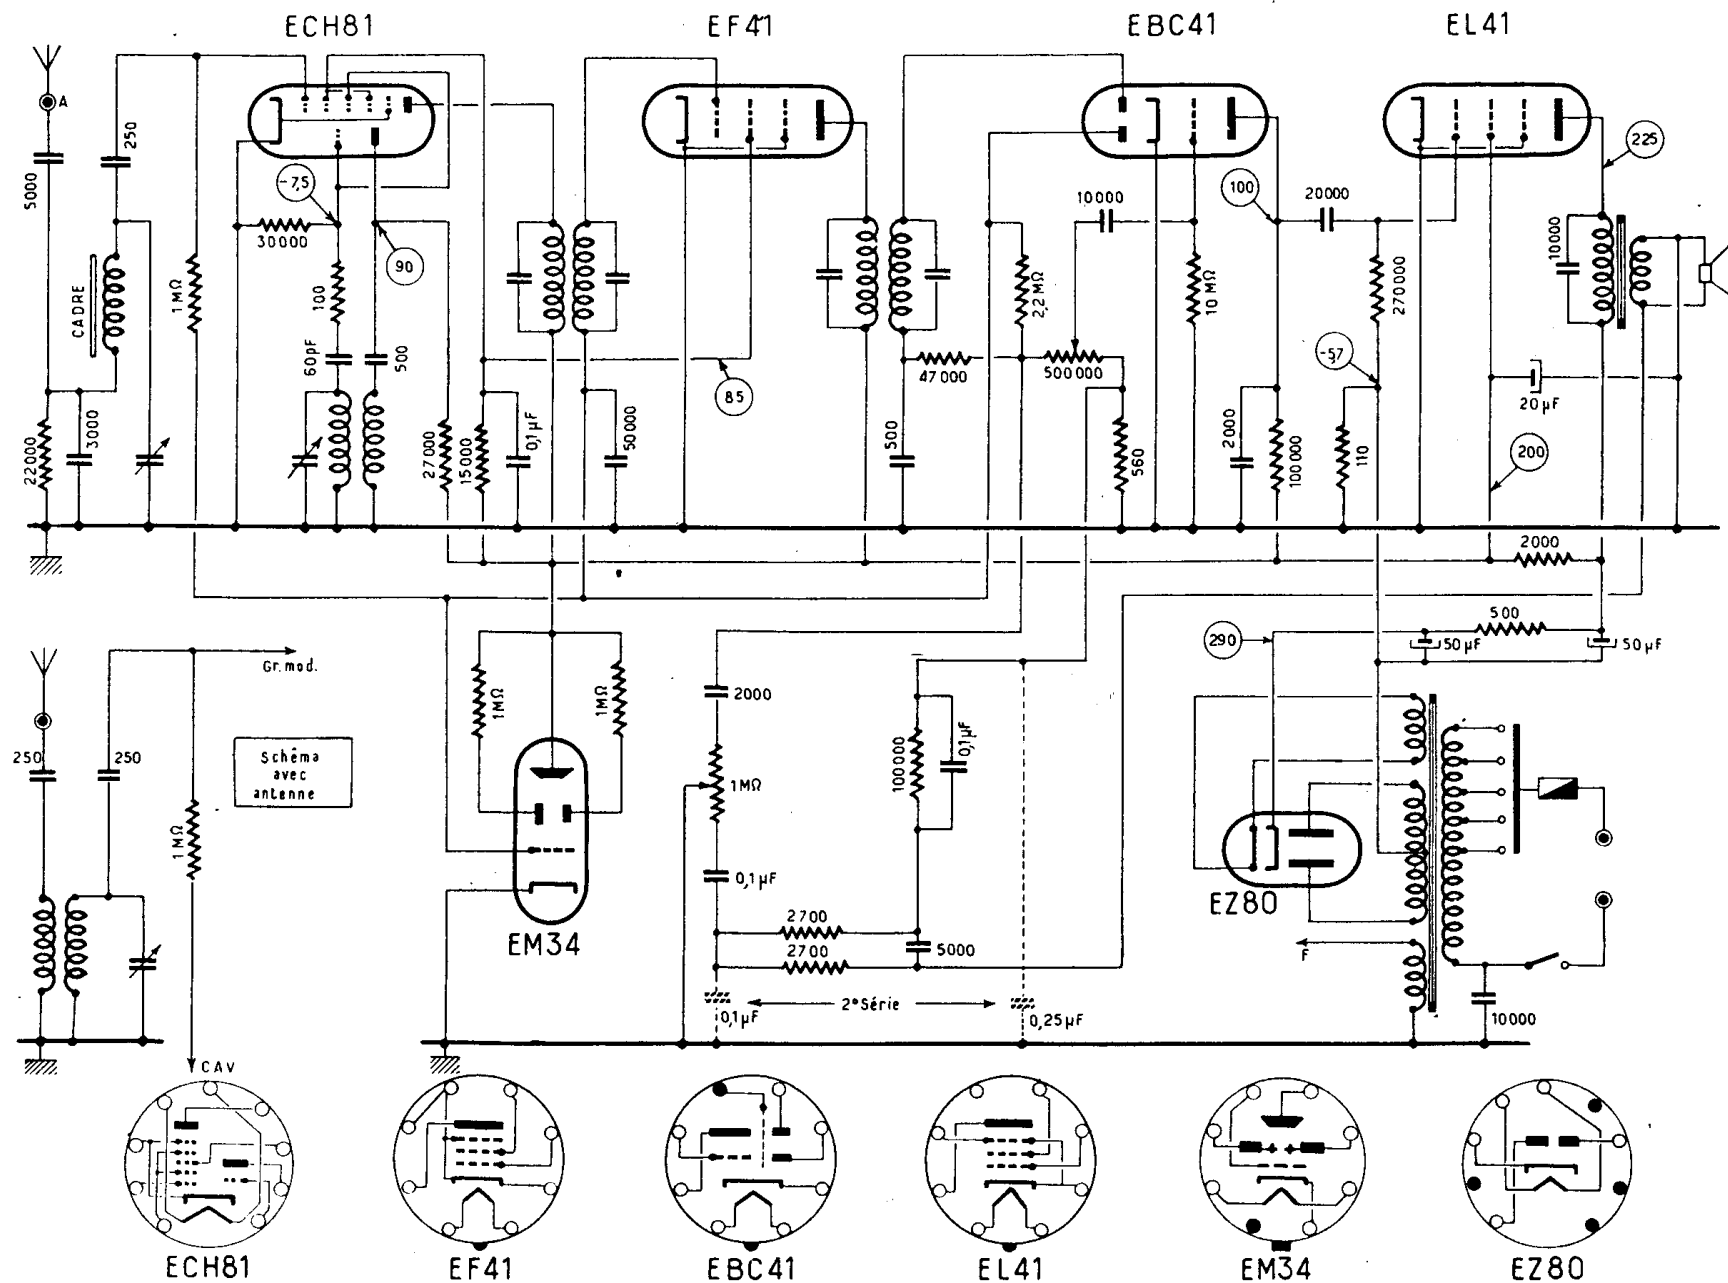 ECH81
EF41
EBC41
EL41
A
5000
250
CADRE
1MΩ
-7,5
30000
90
100
60pF
500
22000
3000
27000
15000
0,1µF
50000
85
10000
2,2MΩ
10MΩ
100
20000
270000
225
10000
47000
500000
-57
500
560
2000
100000
110
20µF
200
2000
500
290
50µF
50µF
Gr.mod.
250
250
Schéma
avec
antenne
1MΩ
CAV
1MΩ
1MΩ
EM34
2000
1MΩ
0,1µF
100000
0,1µF
2700
2700
5000
0,1µF
2e Série
0,25µF
EZ80
F
10000
ECH81
EF41
EBC41
EL41
EM34
EZ80